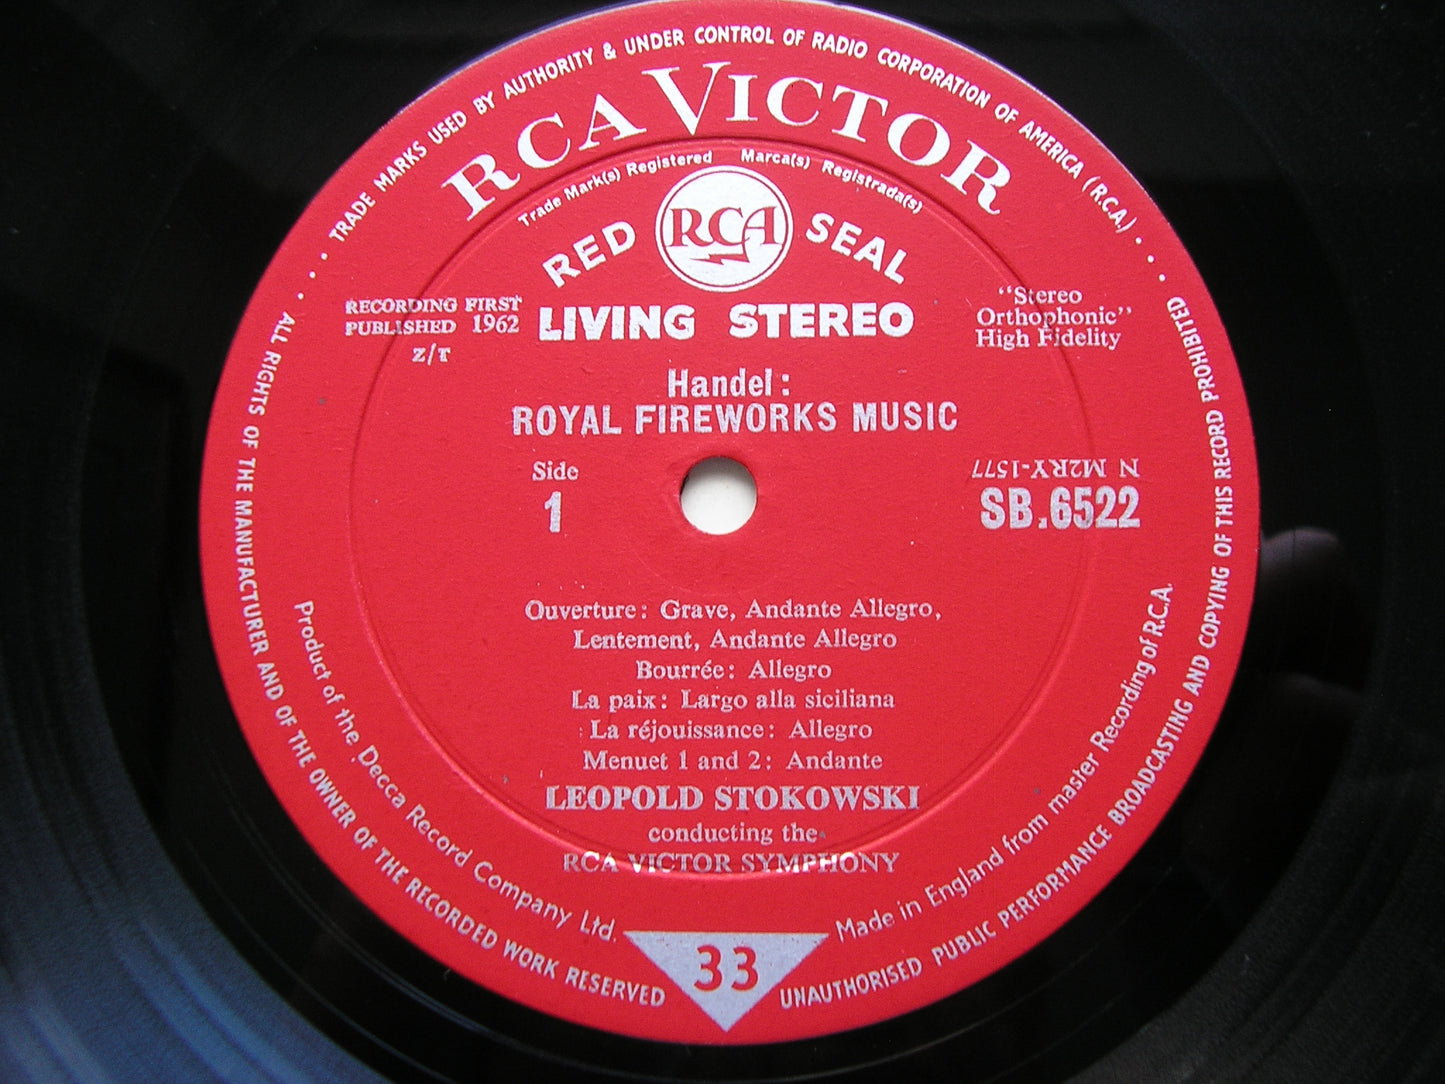 . . . TRADE MARKS USED BY AUTHORITY & UNDER CONTROL OF RADIO CORPORATION OF AMERICA (R.C.A.) . . .
RCA VICTOR
Trade Mark(s) Registered Marca(s) Registrada(s)
RED RCA SEAL
RECORDING FIRST
PUBLISHED 1962
Z/T
LIVING STEREO
"Stereo
Orthophonic"
High Fidelity
Handel:
ROYAL FIREWORKS MUSIC
Side
1
N M2RY-1577
SB.6522
Ouverture: Grave, Andante Allegro,
Lentement, Andante Allegro
Bourrée: Allegro
La paix: Largo alla siciliana
La réjouissance: Allegro
Menuet 1 and 2: Andante
LEOPOLD STOKOWSKI
conducting the
RCA VICTOR SYMPHONY
Product of the Decca Record Company Ltd.
33
Made in England from master Recording of R.C.A.
ALL RIGHTS OF THE MANUFACTURER AND OF THE OWNER OF THE RECORDED WORK RESERVED
UNAUTHORISED PUBLIC PERFORMANCE BROADCASTING AND COPYING OF THIS RECORD PROHIBITED